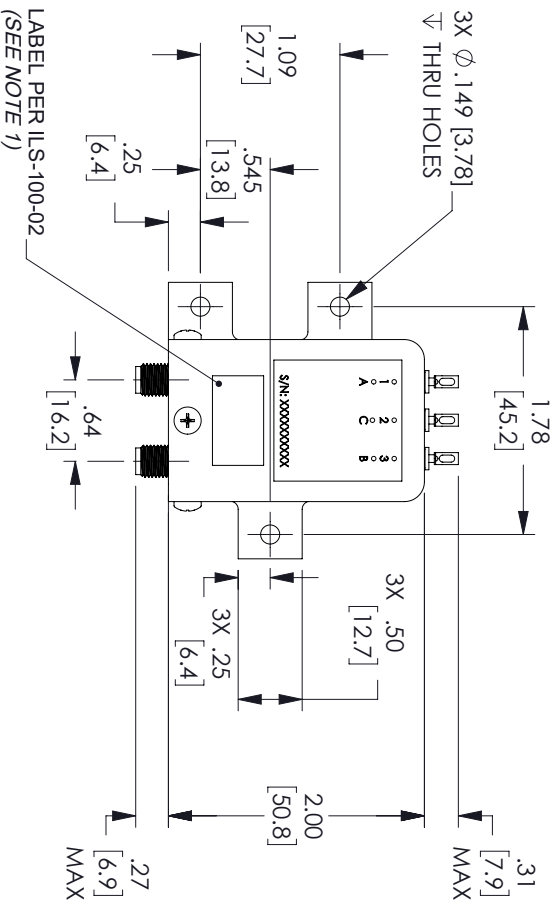 3X Ø .149 [3.78]
THRU HOLES
1.09
[27.7]
.545
[13.8]
.25
[6.4]
LABEL PER ILS-100-02
(SEE NOTE 1)
1.78
[45.2]
1 2 3
A C B
S/N: XXXXXXXXXX
.64
[16.2]
3X .50
[12.7]
3X .25
[6.4]
2.00
[50.8]
.31
[7.9]
MAX
.27
[6.9]
MAX